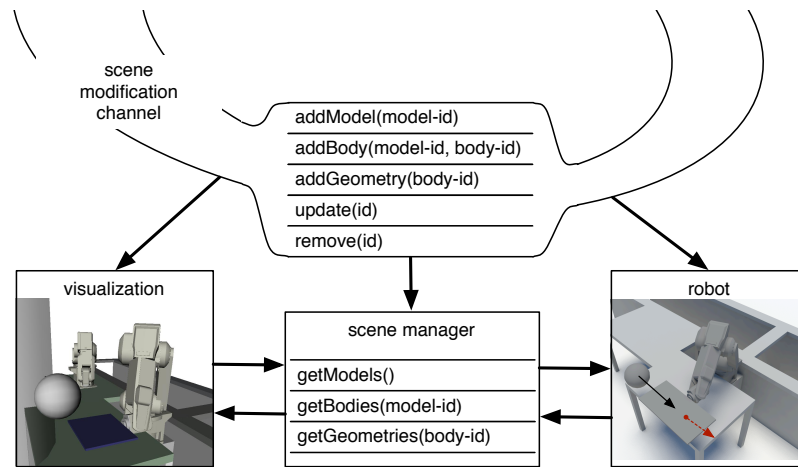 scene
modification
channel
addModel(model-id)
addBody(model-id, body-id)
addGeometry(body-id)
update(id)
remove(id)
visualization
scene manager
getModels()
getBodies(model-id)
getGeometries(body-id)
robot